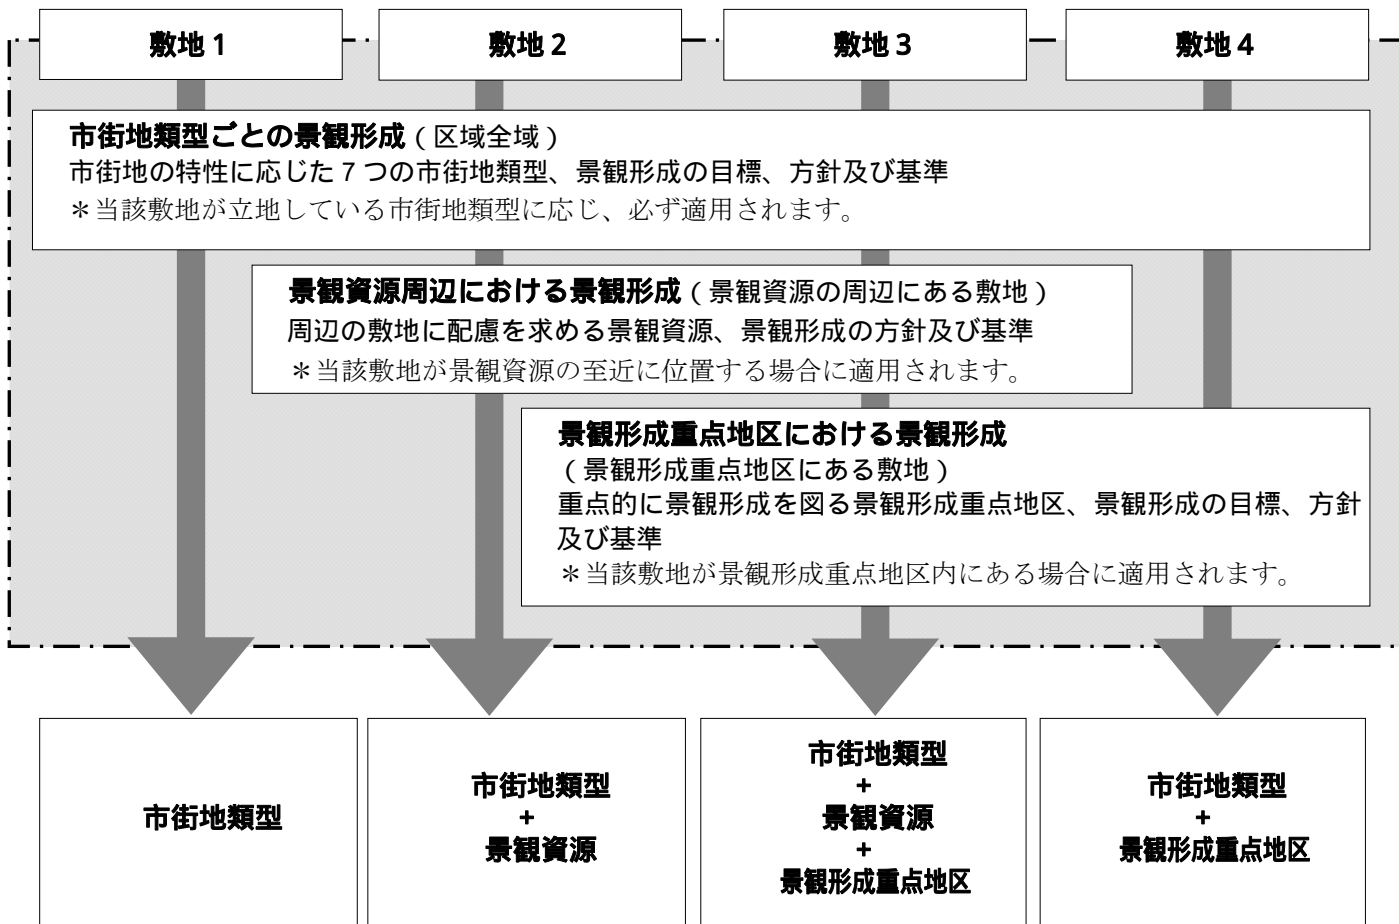 敷地１
敷地２
敷地３
敷地４
市街地類型ごとの景観形成（区域全域）
市街地の特性に応じた７つの市街地類型、景観形成の目標、方針及び基準
＊当該敷地が立地している市街地類型に応じ、必ず適用されます。
景観資源周辺における景観形成（景観資源の周辺にある敷地）
周辺の敷地に配慮を求める景観資源、景観形成の方針及び基準
＊当該敷地が景観資源の至近に位置する場合に適用されます。
景観形成重点地区における景観形成
（景観形成重点地区にある敷地）
重点的に景観形成を図る景観形成重点地区、景観形成の目標、方針
及び基準
＊当該敷地が景観形成重点地区内にある場合に適用されます。
市街地類型
市街地類型
+
景観資源
市街地類型
+
景観資源
+
景観形成重点地区
市街地類型
+
景観形成重点地区